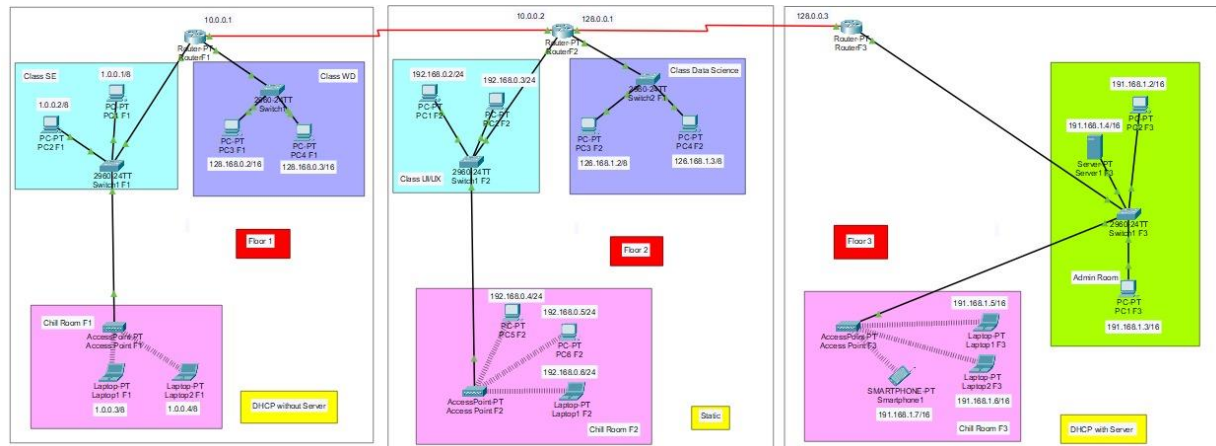 10.0.0.1
Router-PT
RouterF1
Class SE
1.0.0.1/8
PC-PT
PC1 F1
1.0.0.2/8
PC-PT
PC2 F1
2960-24TT
Switch1 F1
Class WD
2960-24TT
Switch1
PC-PT
PC3 F1
PC-PT
PC4 F1
128.168.0.2/16
128.168.0.3/16
Floor 1
Chill Room F1
AccessPoint-PT
Access Point F1
Laptop-PT
Laptop1 F1
Laptop-PT
Laptop2 F1
1.0.0.3/8
1.0.0.4/8
DHCP without Server
10.0.0.2
128.0.0.1
Router-PT
RouterF2
192.168.0.2/24
192.168.0.3/24
PC-PT
PC1 F2
PC-PT
PC2 F2
2960-24TT
Switch1 F2
Class UI/UX
Class Data Science
2960-24TT
Switch2 F1
PC-PT
PC3 F2
PC-PT
PC4 F2
126.168.1.2/8
126.168.1.3/8
Floor 2
192.168.0.4/24
PC-PT
PC5 F2
192.168.0.5/24
PC-PT
PC6 F2
192.168.0.6/24
AccessPoint-PT
Access Point F2
Laptop-PT
Laptop1 F2
Chill Room F2
Static
128.0.0.3
Router-PT
RouterF3
191.168.1.2/16
PC-PT
PC2 F3
191.168.1.4/16
Server-PT
Server1 F3
2960-24TT
Switch1 F3
Admin Room
PC-PT
PC1 F3
191.168.1.3/16
Floor 3
191.168.1.5/16
AccessPoint-PT
Access Point F3
Laptop-PT
Laptop1 F3
SMARTPHONE-PT
Smartphone1
Laptop-PT
Laptop2 F3
191.168.1.6/16
191.168.1.7/16
Chill Room F3
DHCP with Server